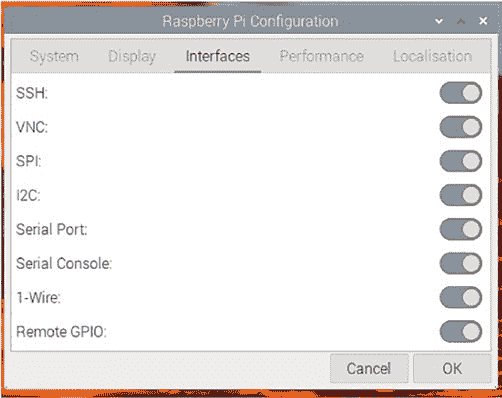 Raspberry Pi Configuration
System Display Interfaces Performance Localisation
SSH:
VNC:
SPI:
I2C:
Serial Port:
Serial Console:
1-Wire:
Remote GPIO:
Cancel OK